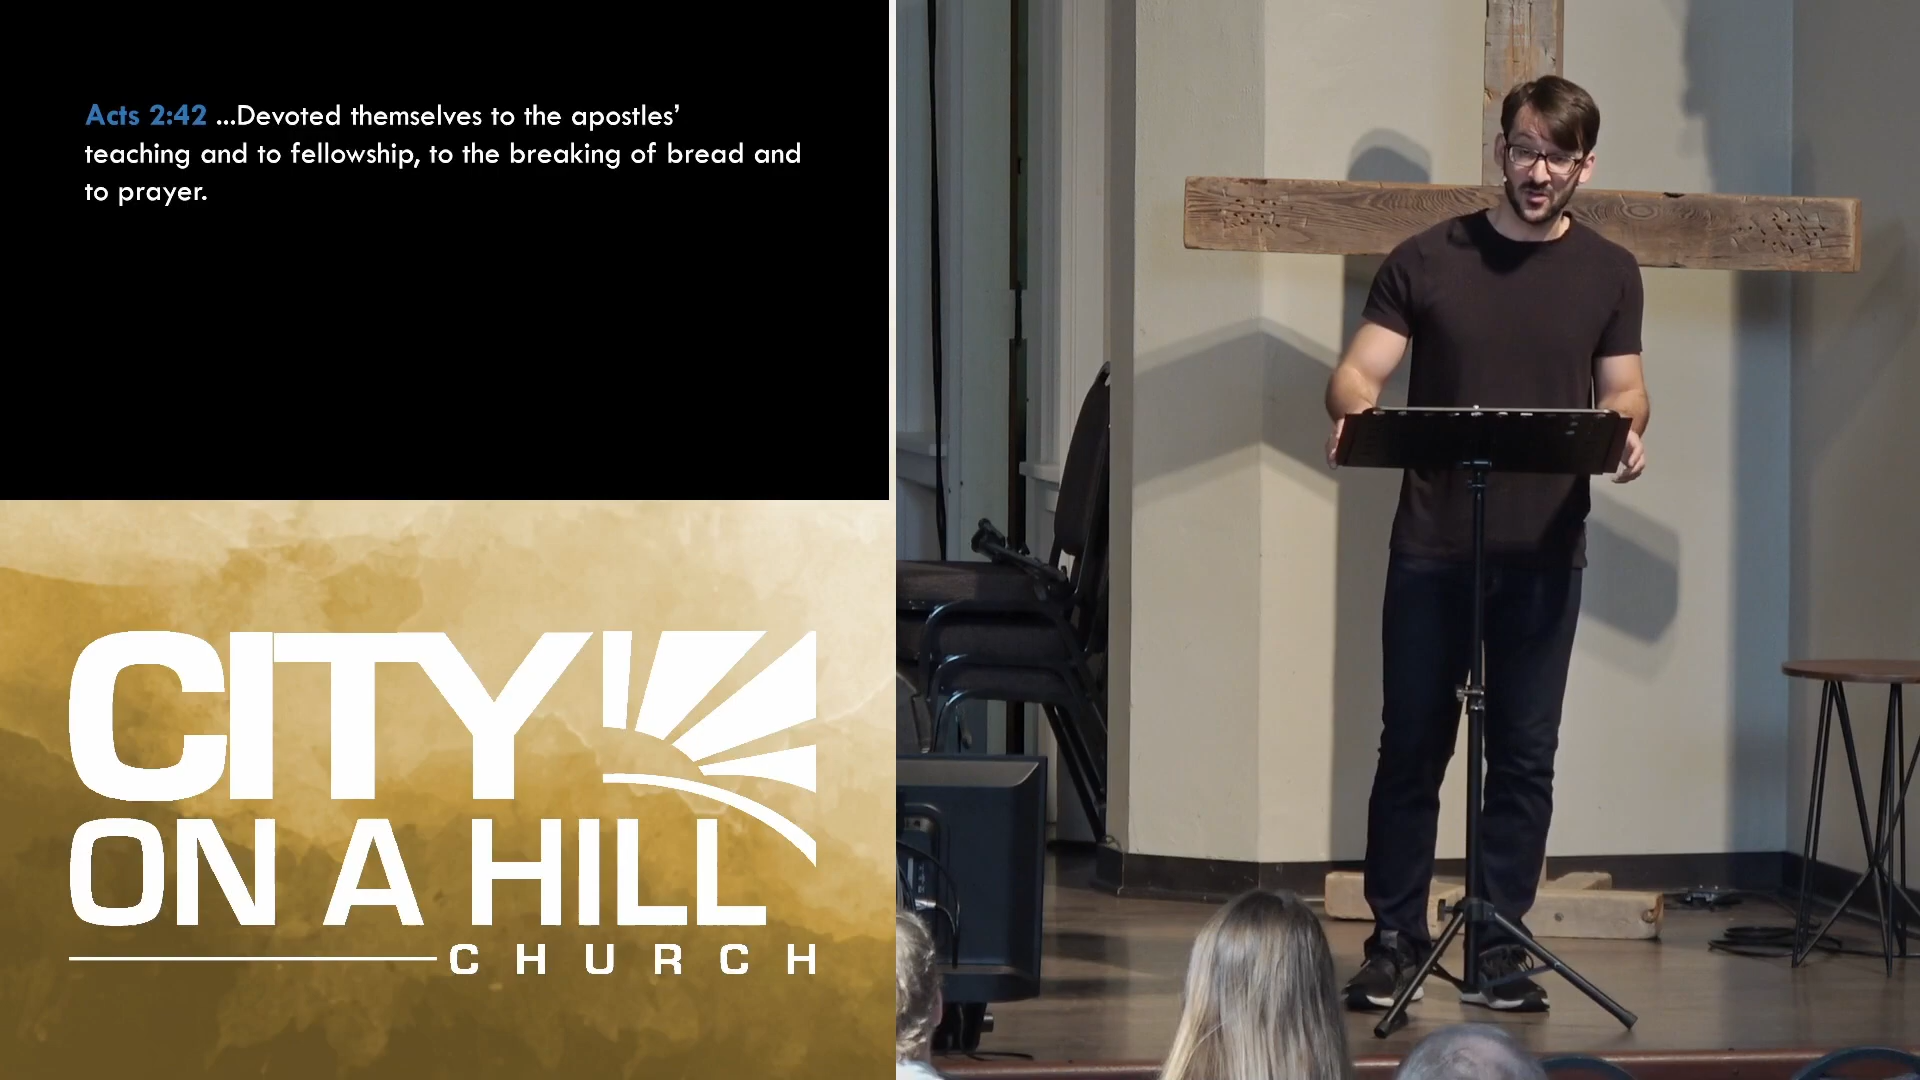 Acts 2:42 ...Devoted themselves to the apostles’
teaching and to fellowship, to the breaking of bread and
to prayer.
CITY
ON A HILL
CHURCH